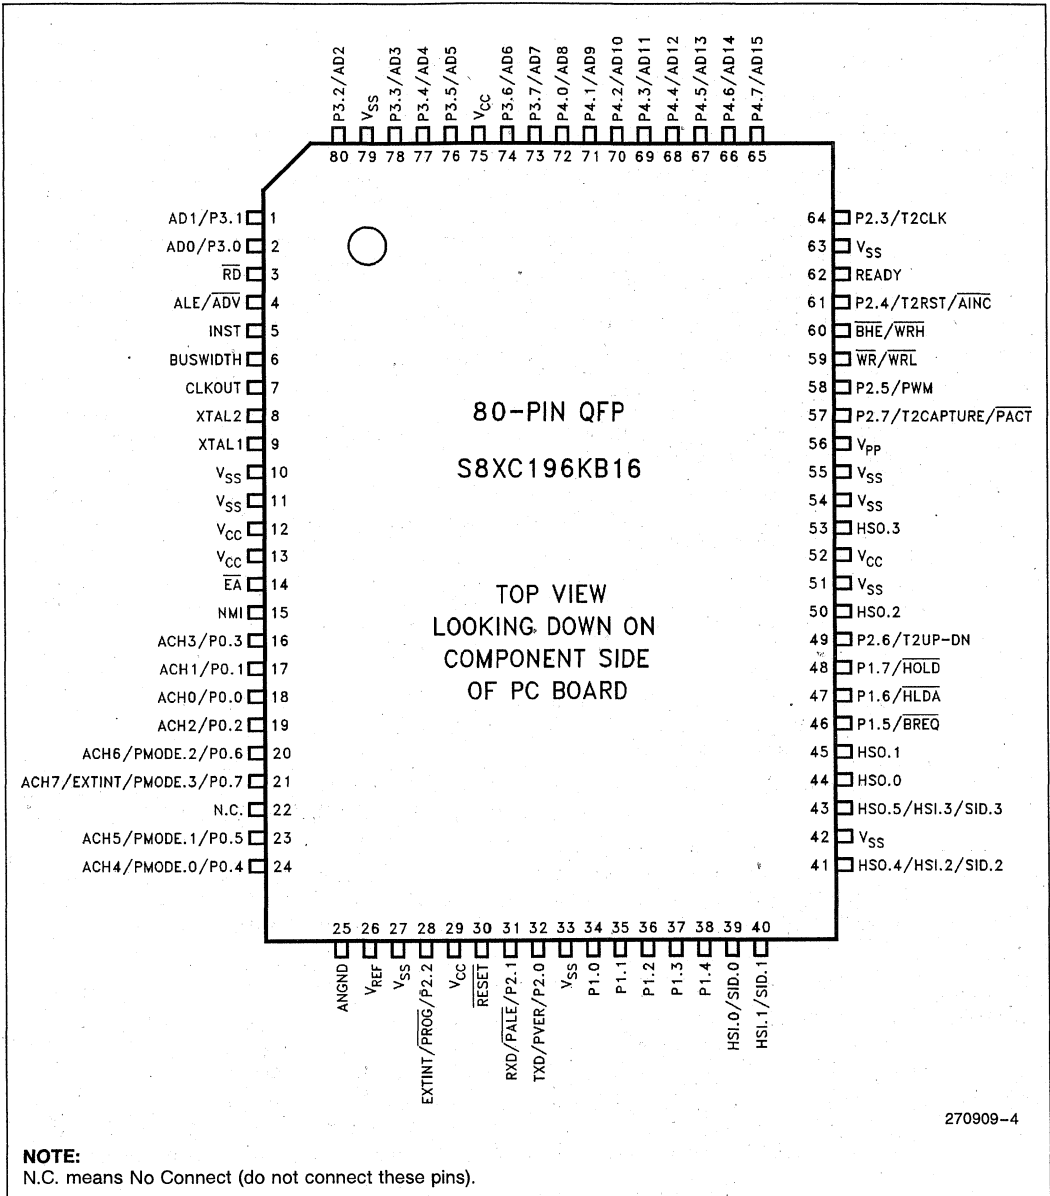 P3.2/AD2
VSS
P3.3/AD3
P3.4/AD4
P3.5/AD5
VCC
P3.6/AD6
P3.7/AD7
P4.0/AD8
P4.1/AD9
P4.2/AD10
P4.3/AD11
P4.4/AD12
P4.5/AD13
P4.6/AD14
P4.7/AD15
80 79 78 77 76 75 74 73 72 71 70 69 68 67 66 65
AD1/P3.1 1
AD0/P3.0 2
RD 3
ALE/ADV 4
INST 5
BUSWIDTH 6
CLKOUT 7
XTAL2 8
XTAL1 9
VSS 10
VSS 11
VCC 12
VCC 13
EA 14
NMI 15
ACH3/P0.3 16
ACH1/P0.1 17
ACH0/P0.0 18
ACH2/P0.2 19
ACH6/PMODE.2/P0.6 20
ACH7/EXTINT/PMODE.3/P0.7 21
N.C. 22
ACH5/PMODE.1/P0.5 23
ACH4/PMODE.0/P0.4 24
80-PIN QFP
S8XC196KB16
TOP VIEW
LOOKING DOWN ON
COMPONENT SIDE
OF PC BOARD
64 P2.3/T2CLK
63 VSS
62 READY
61 P2.4/T2RST/AINC
60 BHE/WRH
59 WR/WRL
58 P2.5/PWM
57 P2.7/T2CAPTURE/PACT
56 VPP
55 VSS
54 VSS
53 HSO.3
52 VCC
51 VSS
50 HSO.2
49 P2.6/T2UP-DN
48 P1.7/HOLD
47 P1.6/HLDA
46 P1.5/BREQ
45 HSO.1
44 HSO.0
43 HSO.5/HSI.3/SID.3
42 VSS
41 HSO.4/HSI.2/SID.2
25 26 27 28 29 30 31 32 33 34 35 36 37 38 39 40
ANGND
VREF
VSS
EXTINT/PROG/P2.2
VCC
RESET
RXD/PALE/P2.1
TXD/PVER/P2.0
VSS
P1.0
P1.1
P1.2
P1.3
P1.4
HSI.0/SID.0
HSI.1/SID.1
270909-4
NOTE:
N.C. means No Connect (do not connect these pins).